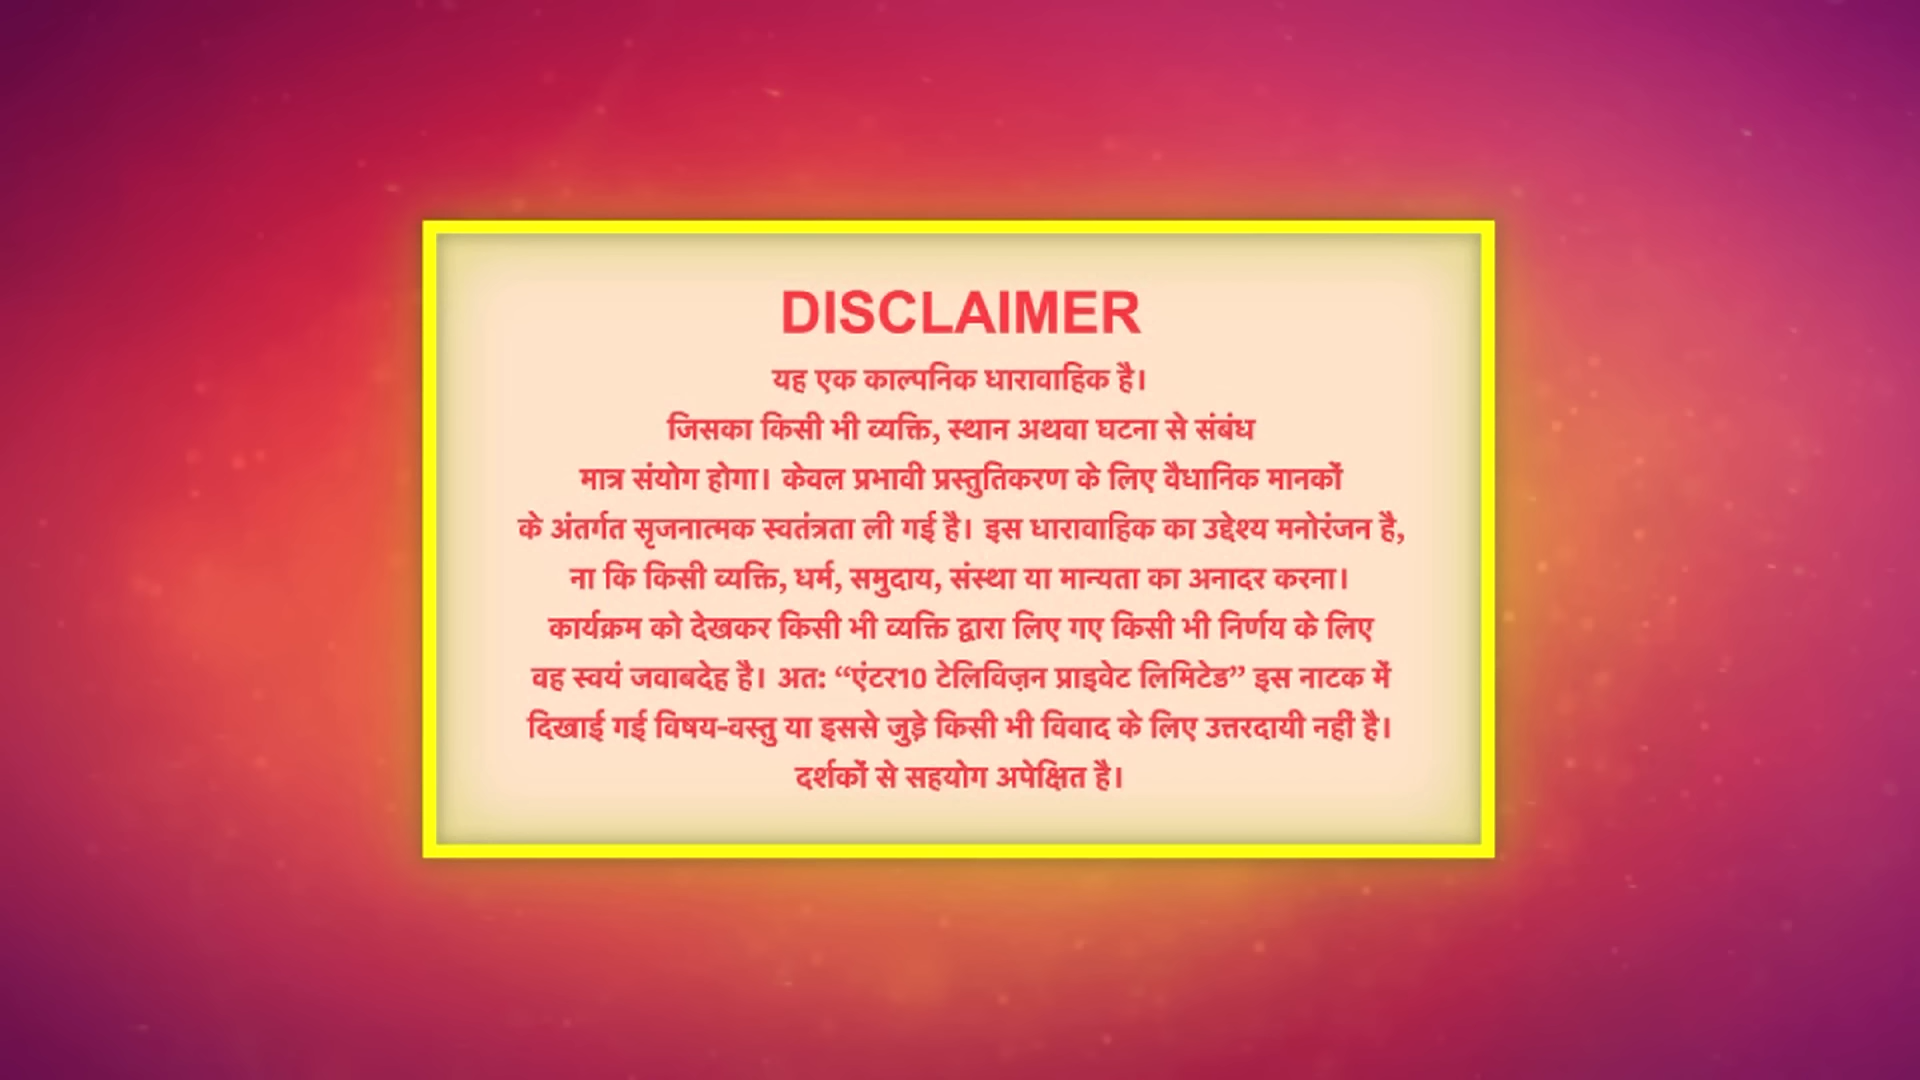 DISCLAIMER
यह एक काल्पनिक धारावाहिक है।
जिसका किसी भी व्यक्ति, स्थान अथवा घटना से संबंध
मात्र संयोग होगा। केवल प्रभावी प्रस्तुतिकरण के लिए वैधानिक मानकों
के अंतर्गत सृजनात्मक स्वतंत्रता ली गई है। इस धारावाहिक का उद्देश्य मनोरंजन है,
ना कि किसी व्यक्ति, धर्म, समुदाय, संस्था या मान्यता का अनादर करना।
कार्यक्रम को देखकर किसी भी व्यक्ति द्वारा लिए गए किसी भी निर्णय के लिए
वह स्वयं जवाबदेह है। अत: “एंटर10 टेलिविज़न प्राइवेट लिमिटेड” इस नाटक में
दिखाई गई विषय-वस्तु या इससे जुड़े किसी भी विवाद के लिए उत्तरदायी नहीं है।
दर्शकों से सहयोग अपेक्षित है।